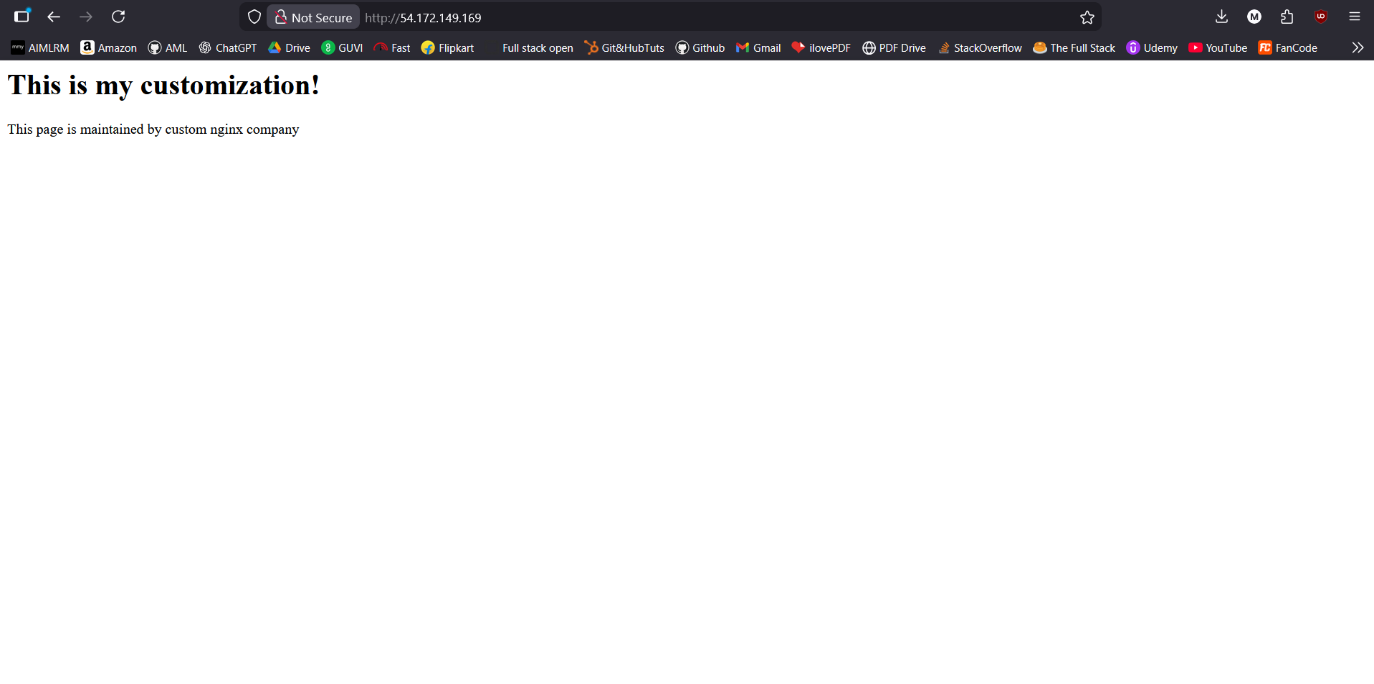 Not Secure http://54.172.149.169
M
UD
AIMLRM Amazon AML ChatGPT Drive GUVI Fast Flipkart Full stack open Git&HubTuts Github Gmail ilovePDF PDF Drive StackOverflow The Full Stack Udemy YouTube FC FanCode
This is my customization!
This page is maintained by custom nginx company